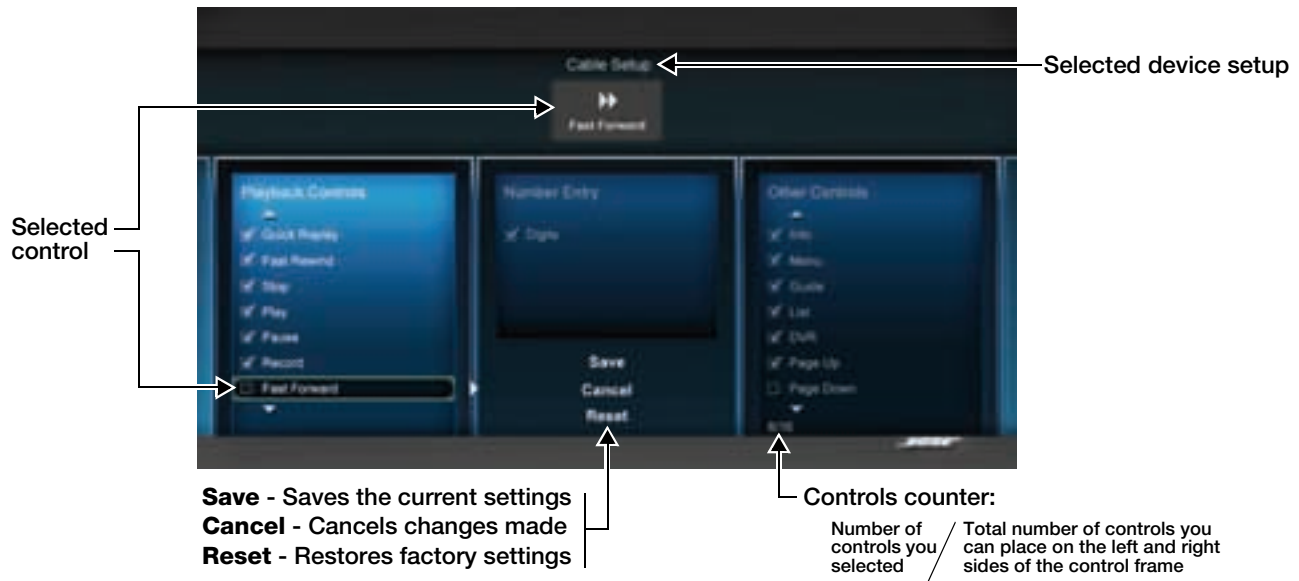 Cable Setup
Selected device setup
Fast Forward
Playback Controls
Number Entry
Other Controls
Selected
control
Quick Replay
Digits
Info
Fast Rewind
Menu
Stop
Guide
Play
List
Pause
DVR
Record
Save
Page Up
Fast Forward
Cancel
Page Down
Reset
Save - Saves the current settings
Cancel - Cancels changes made
Reset - Restores factory settings
Controls counter:
Number of
controls you
selected
/
Total number of controls you
can place on the left and right
sides of the control frame